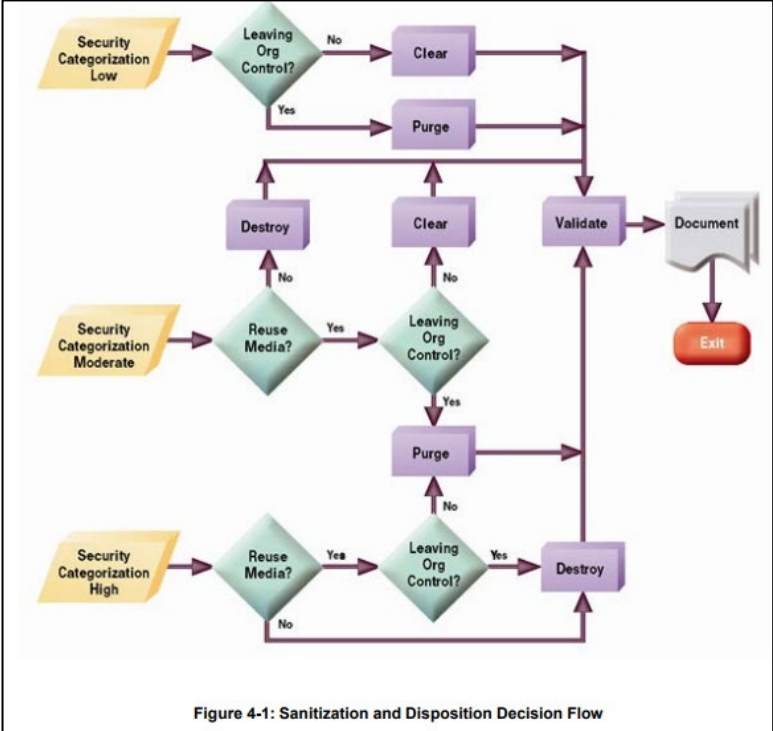 Security
Categorization
Low
Leaving
Org
Control?
No
Clear
Yes
Purge
Destroy
Clear
Validate
Document
No
No
Security
Categorization
Moderate
Reuse
Media?
Yes
Leaving
Org
Control?
Exit
Yes
Purge
No
Security
Categorization
High
Reuse
Media?
Yes
Leaving
Org
Control?
Yes
Destroy
No
Figure 4-1: Sanitization and Disposition Decision Flow